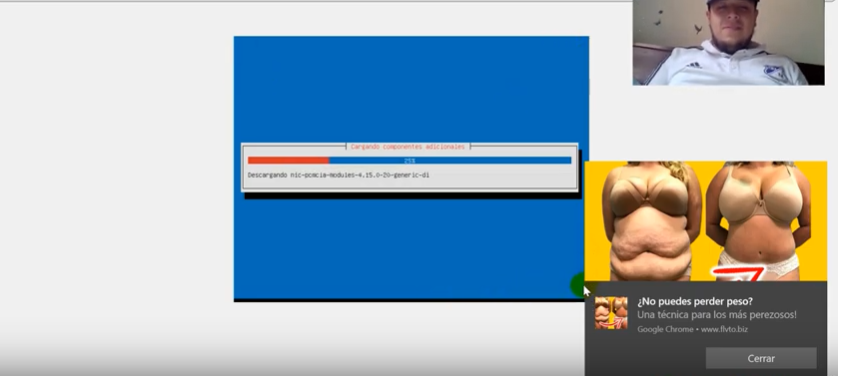 Cargando componentes adicionales
25%
Descargando nic-pcmcia-modules-4.15.0-20-generic-di
¿No puedes perder peso?
Una técnica para los más perezosos!
Google Chrome • www.flvto.biz
Cerrar